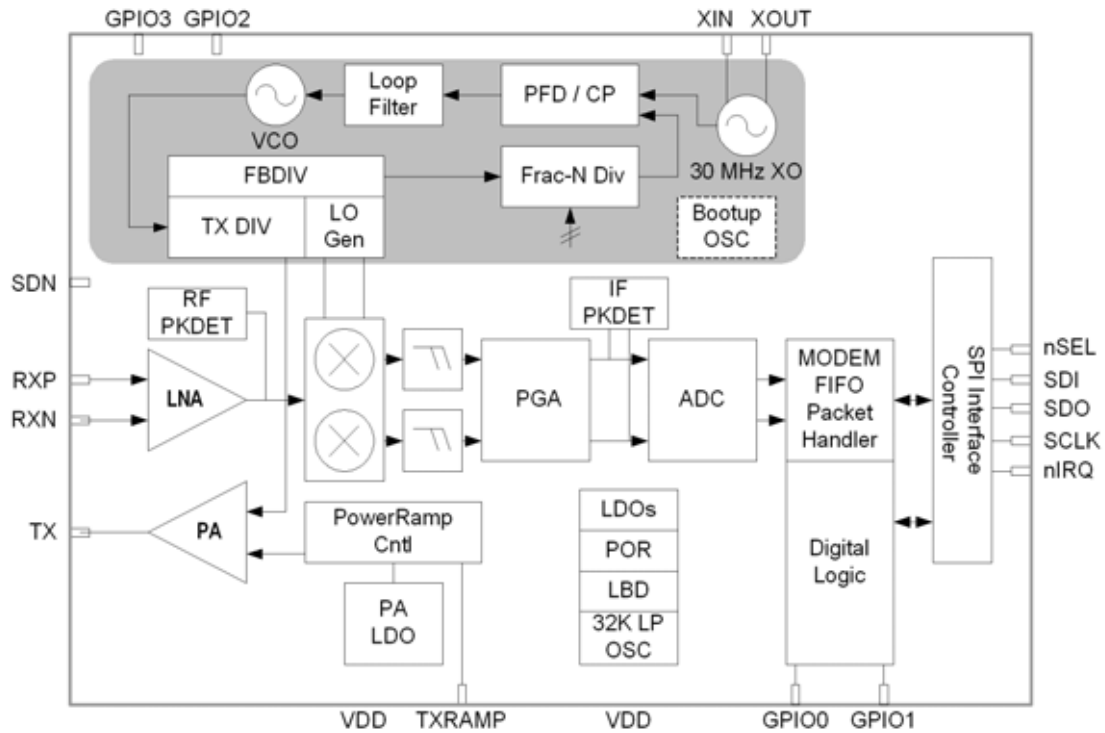 GPIO3 GPIO2 XIN XOUT
Loop
Filter
PFD / CP
VCO
30 MHz XO
FBDIV
Frac-N Div
TX DIV
LO
Gen
Bootup
OSC
SDN
RF
PKDET
IF
PKDET
RXP
RXN
LNA
PGA
ADC
MODEM
FIFO
Packet
Handler
SPI Interface
Controller
nSEL
SDI
SDO
SCLK
nIRQ
TX
PA
PowerRamp
Cntl
PA
LDO
LDOs
POR
LBD
32K LP
OSC
Digital
Logic
VDD TXRAMP VDD GPIO0 GPIO1